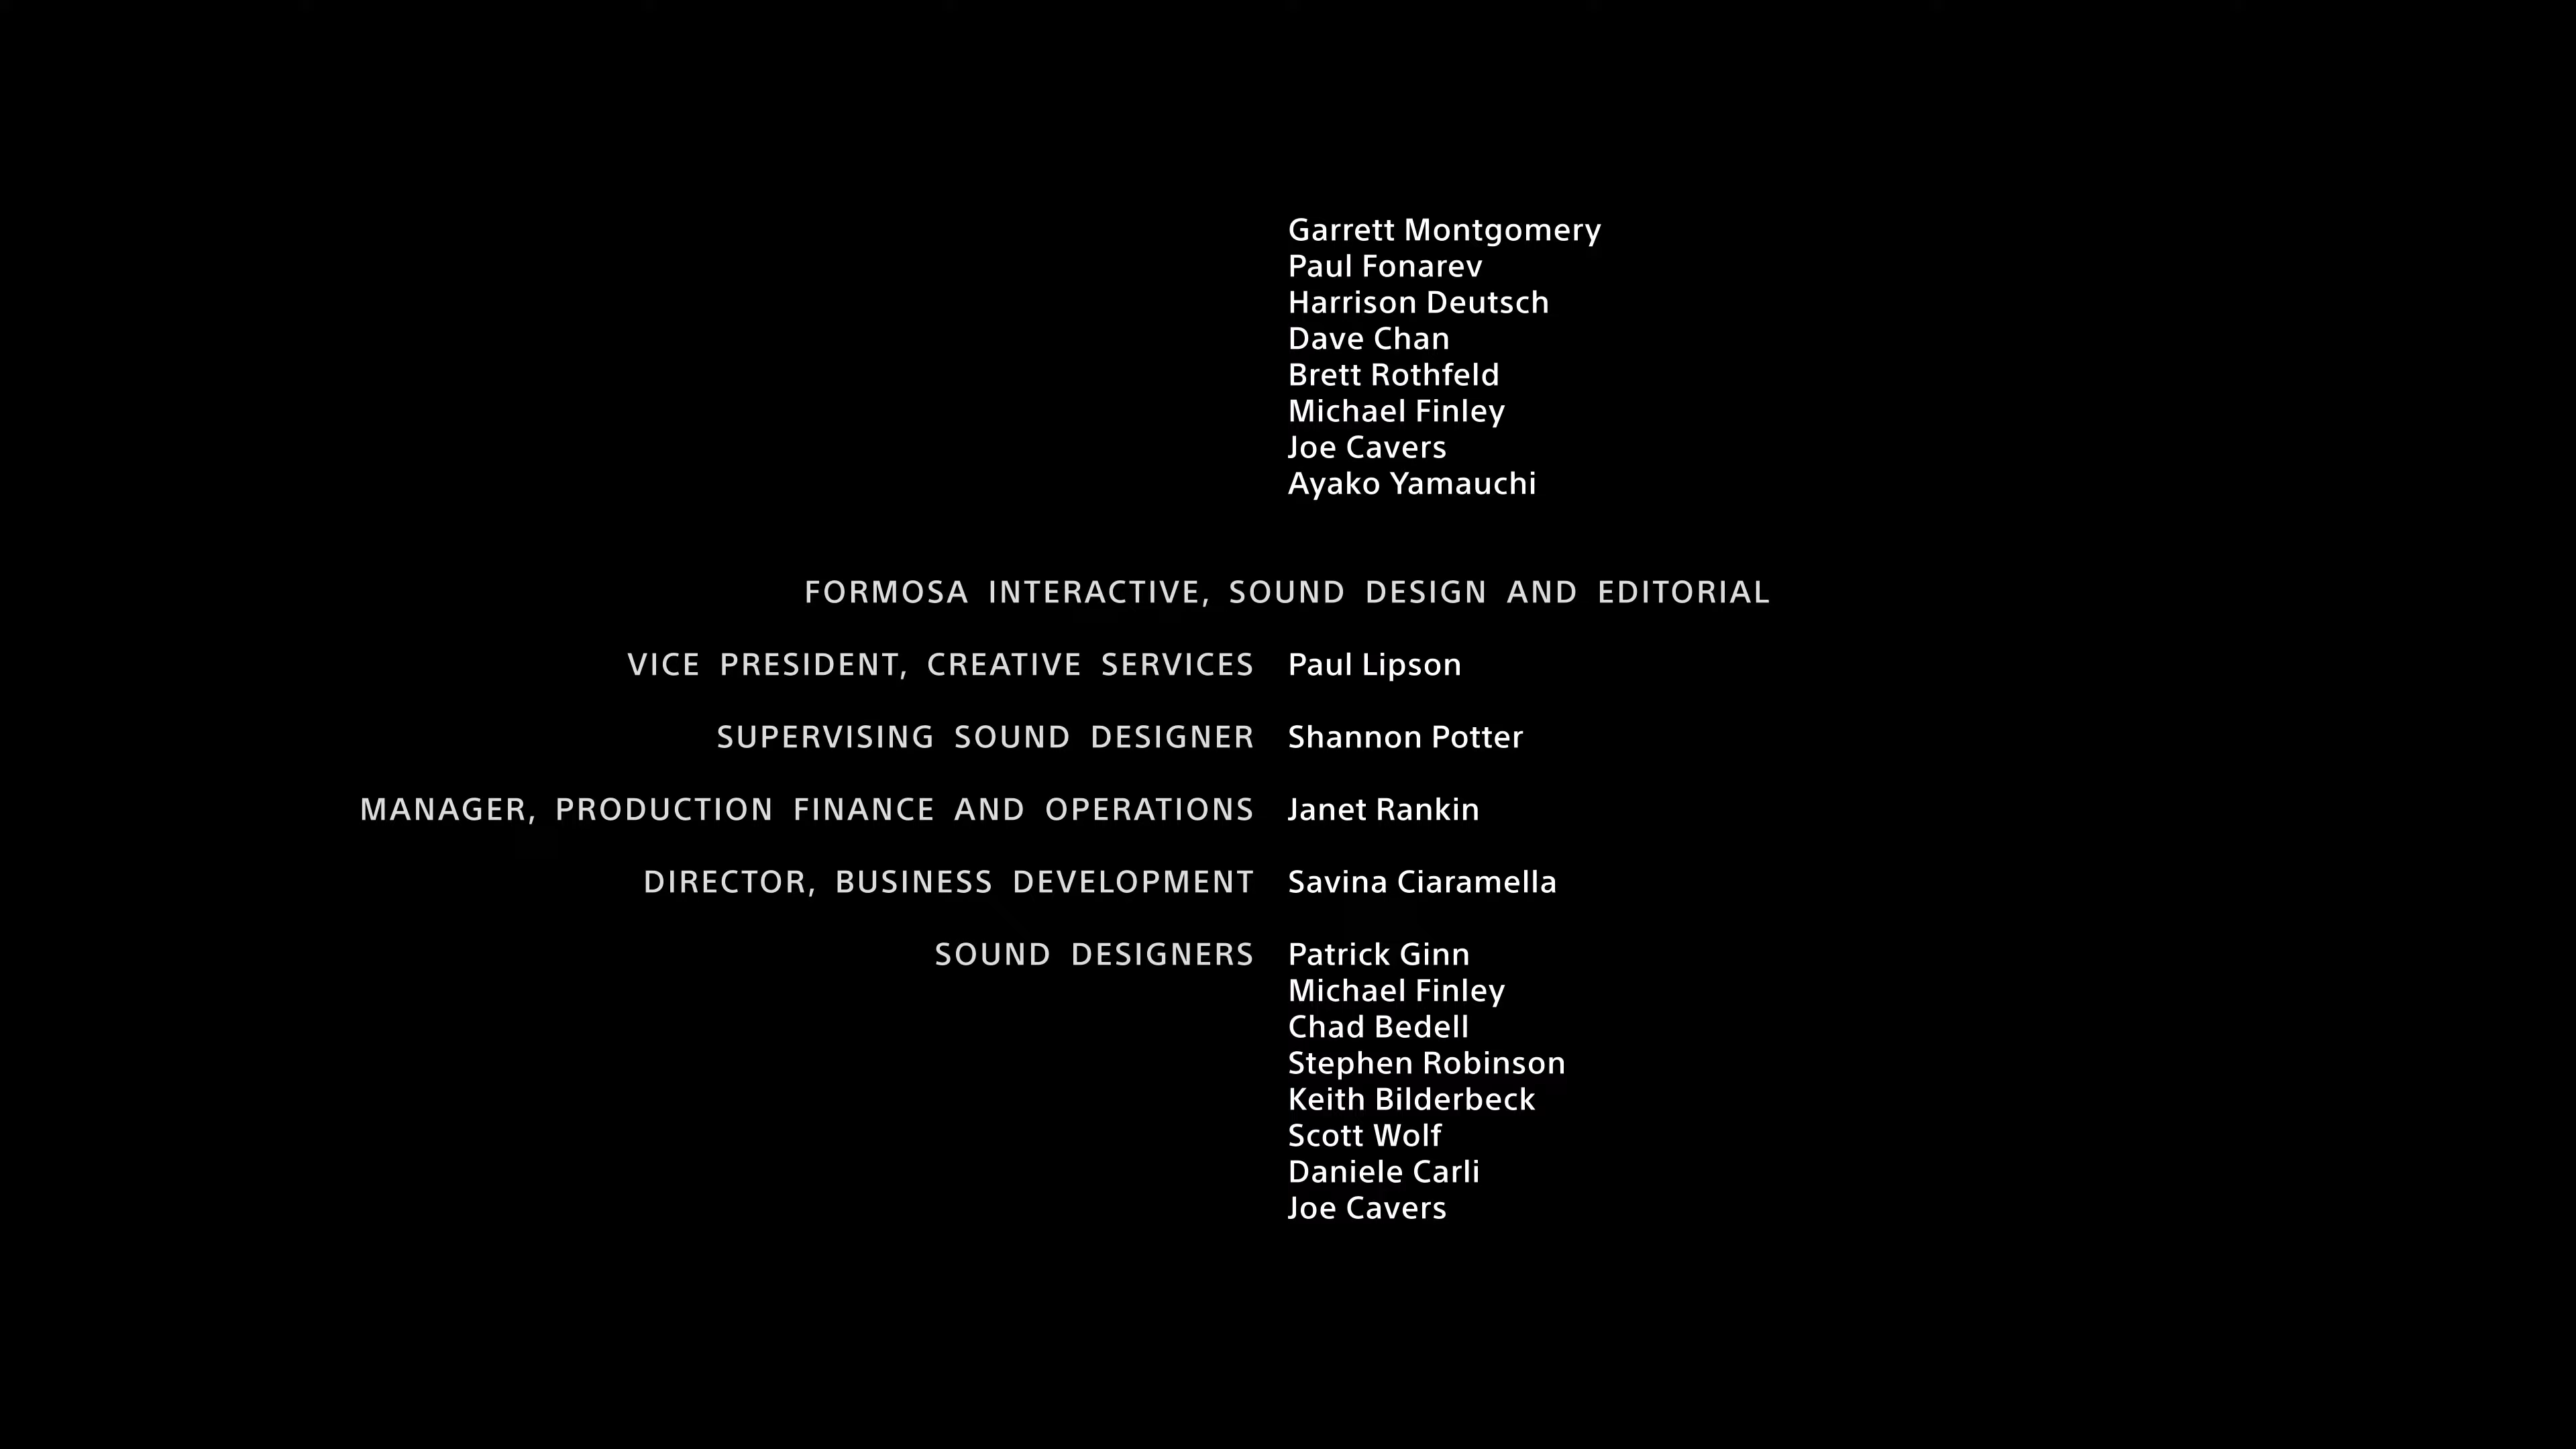 Garrett Montgomery
Paul Fonarev
Harrison Deutsch
Dave Chan
Brett Rothfeld
Michael Finley
Joe Cavers
Ayako Yamauchi
FORMOSA INTERACTIVE, SOUND DESIGN AND EDITORIAL
VICE PRESIDENT, CREATIVE SERVICES Paul Lipson
SUPERVISING SOUND DESIGNER Shannon Potter
MANAGER, PRODUCTION FINANCE AND OPERATIONS Janet Rankin
DIRECTOR, BUSINESS DEVELOPMENT Savina Ciaramella
SOUND DESIGNERS Patrick Ginn
Michael Finley
Chad Bedell
Stephen Robinson
Keith Bilderbeck
Scott Wolf
Daniele Carli
Joe Cavers